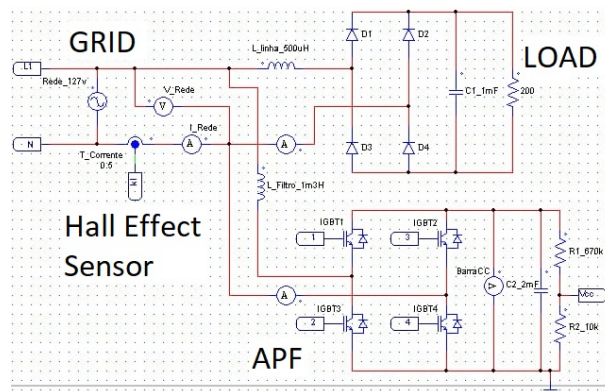 GRID
L_linha_500uH
D1
D2
LOAD
L1
Rede_127v
V_Rede
V
C1_1mF
200
I_Rede
N
A
A
T_Corrente
0.5
D3
D4
k1
L_Filtro_1m3H
Hall Effect
Sensor
IGBT1
IGBT2
1
3
R1_670k
BarraCC
C2_2mF
Vcc
A
IGBT3
IGBT4
2
4
R2_10k
APF